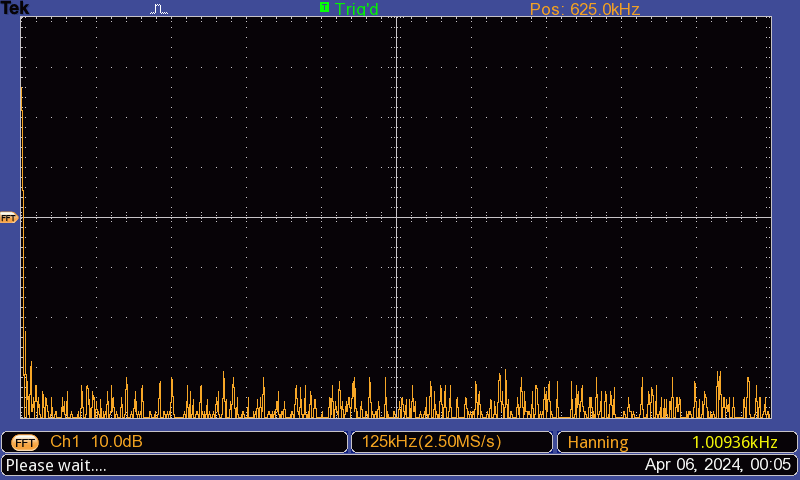 Tek T Trig'd Pos: 625.0kHz
FFT
FFT Ch1 10.0dB 125kHz(2.50MS/s) Hanning 1.00936kHz
Please wait.... Apr 06, 2024, 00:05